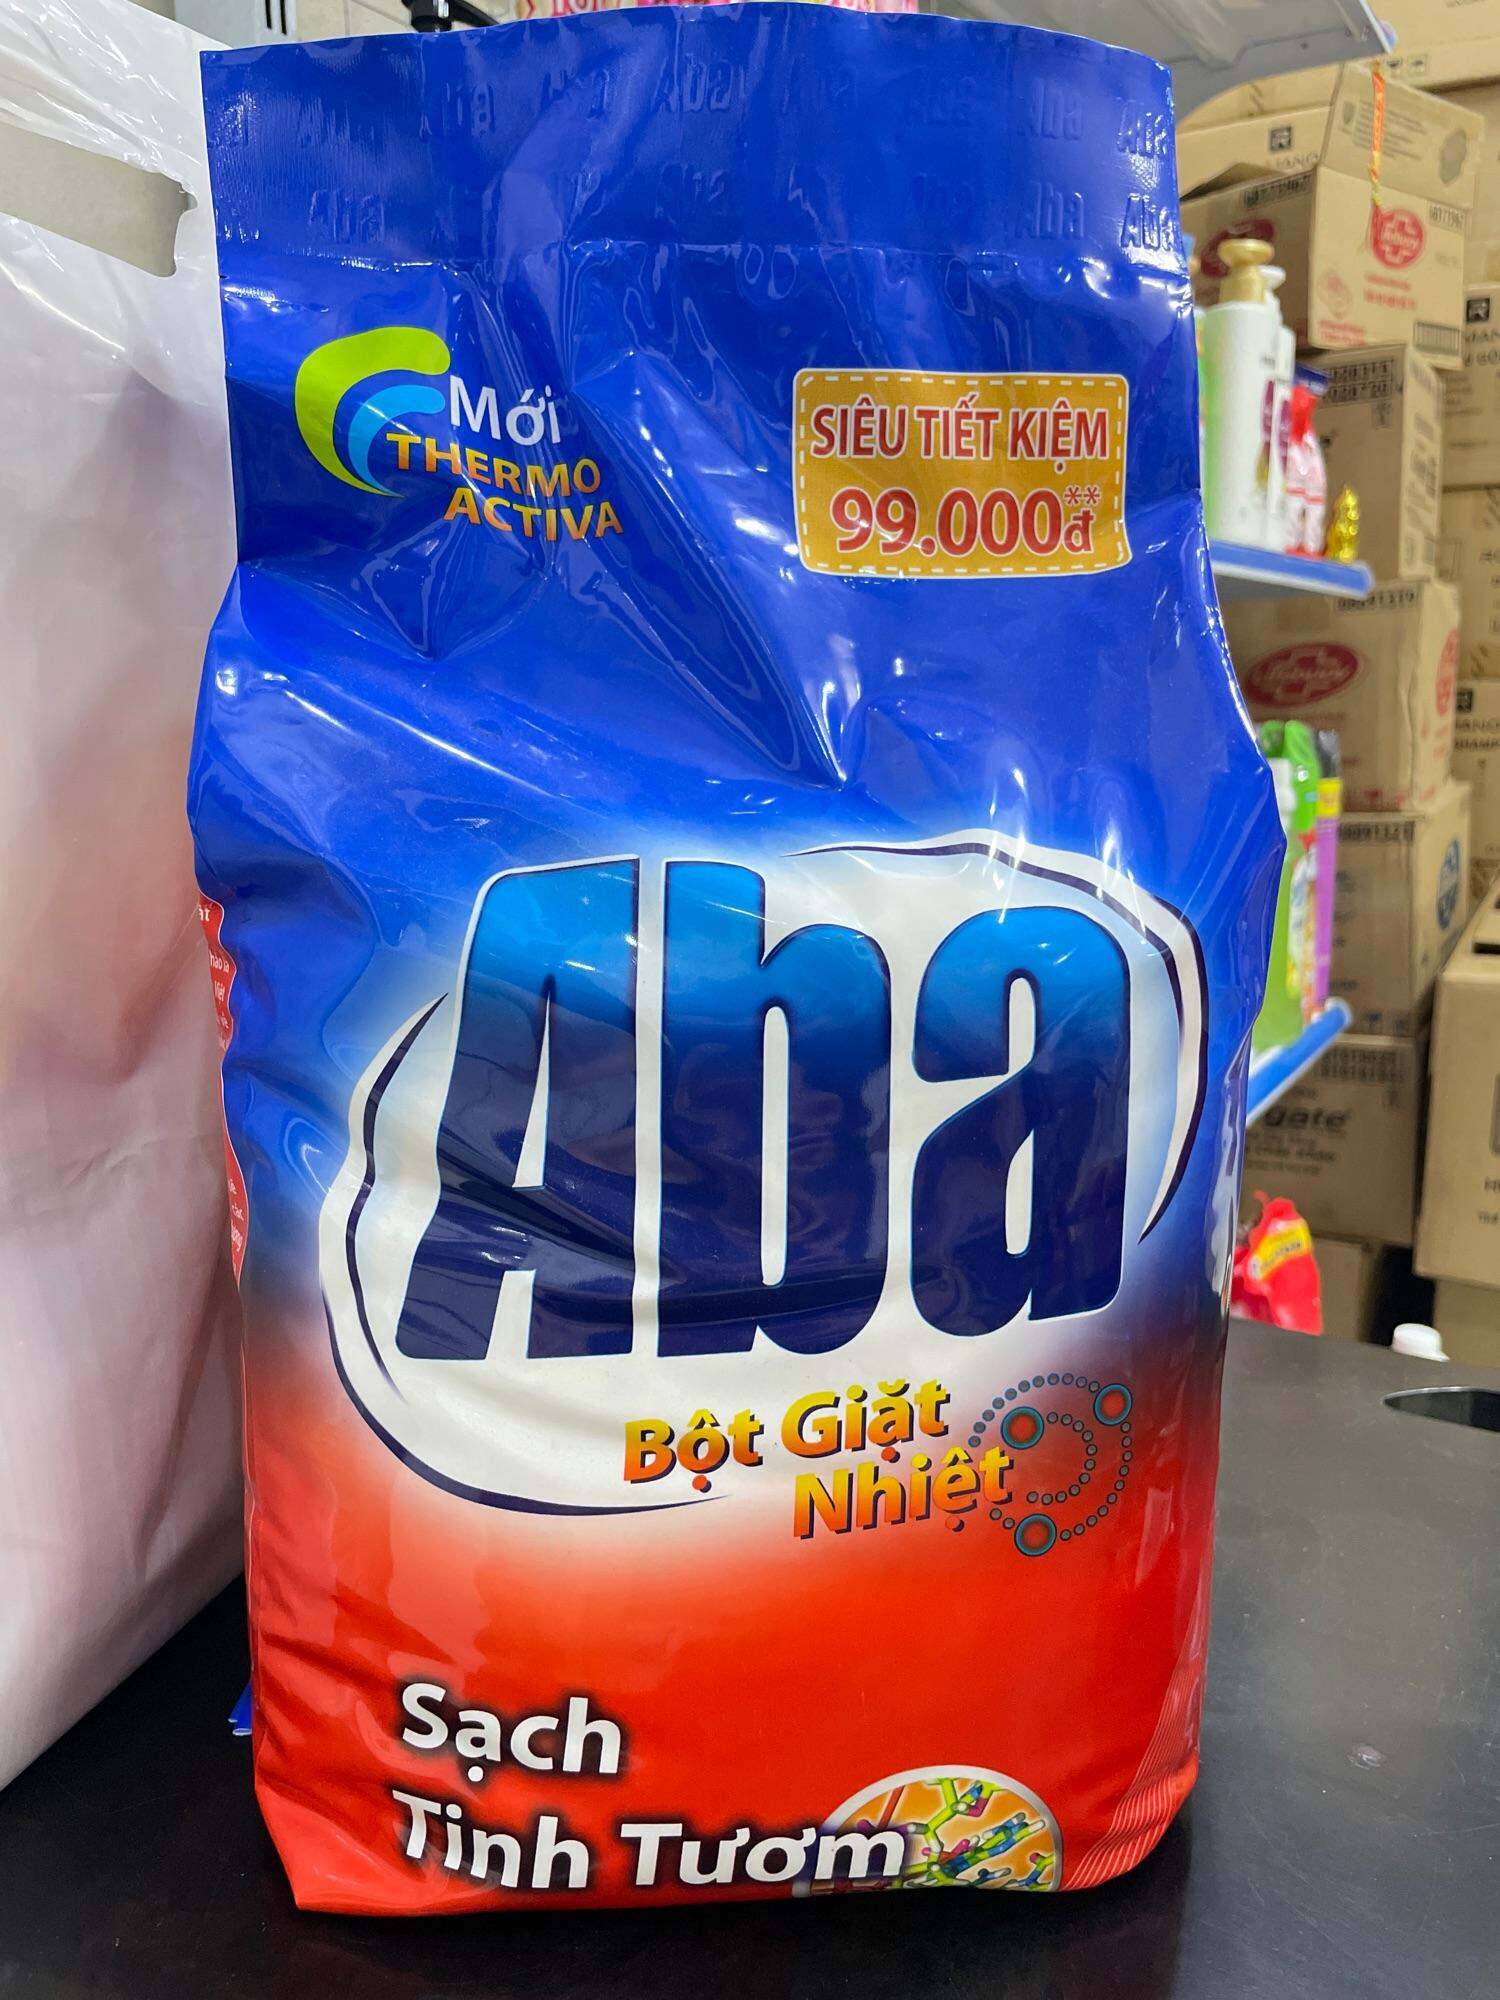 Mới
THERMO
ACTIVA
SIÊU TIẾT KIỆM
99.000đ**
Aba
Bột Giặt
Nhiệt
Sạch
Tinh Tươm